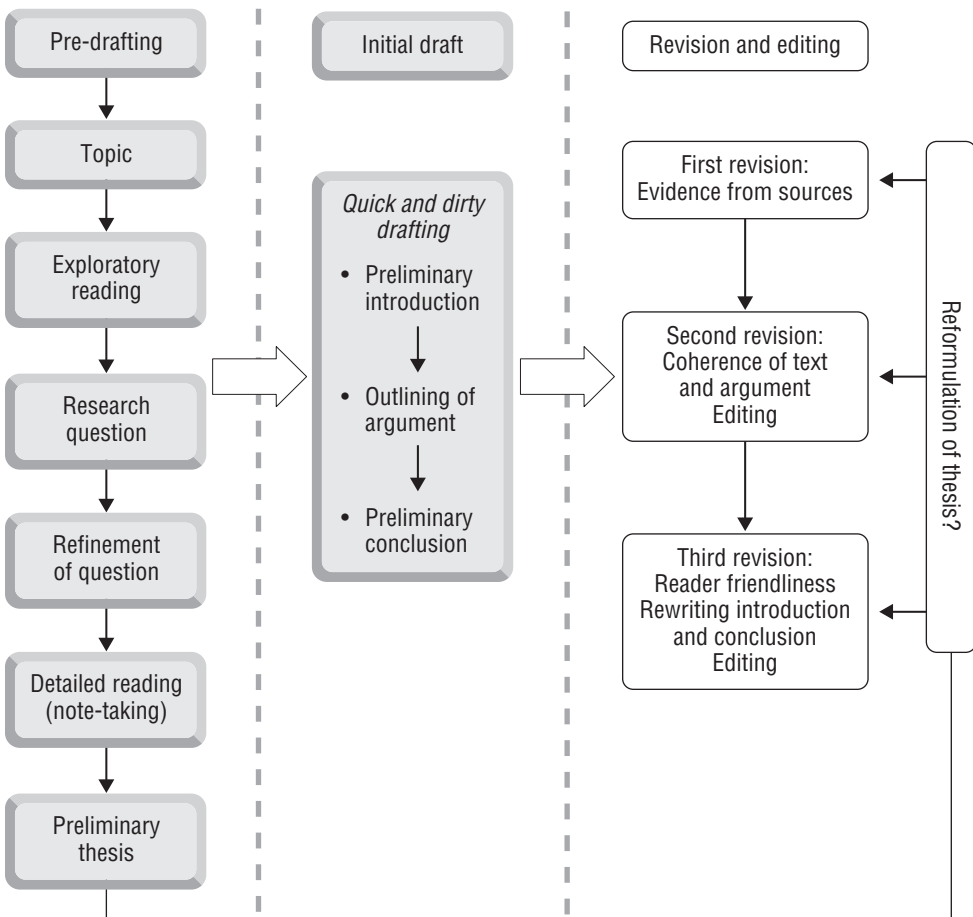 Pre-drafting
Topic
Exploratory
reading
Research
question
Refinement
of question
Detailed reading
(note-taking)
Preliminary
thesis
Initial draft
Quick and dirty
drafting
• Preliminary
introduction
• Outlining of
argument
• Preliminary
conclusion
Revision and editing
First revision:
Evidence from sources
Second revision:
Coherence of text
and argument
Editing
Third revision:
Reader friendliness
Rewriting introduction
and conclusion
Editing
Reformulation of thesis?